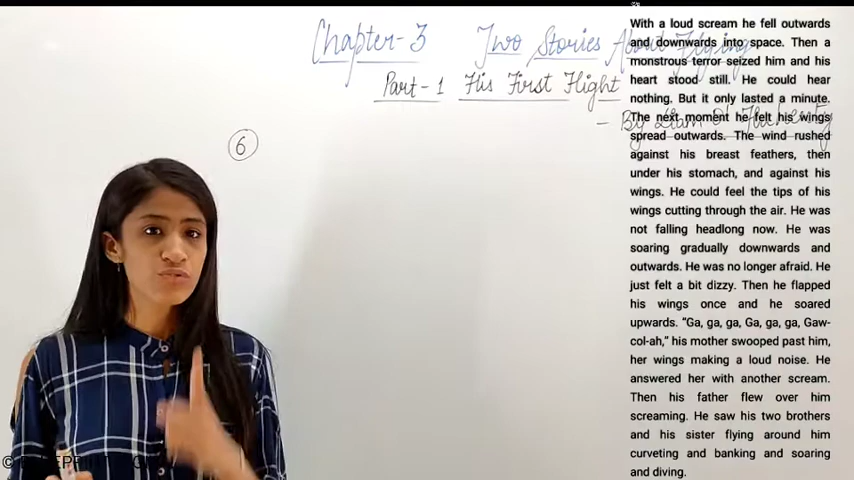 Chapter-3 Two Stories About Flying
Part-1 His First Flight
- By Liam O' Flaherty
6
With a loud scream he fell outwards
and downwards into space. Then a
monstrous terror seized him and his
heart stood still. He could hear
nothing. But it only lasted a minute.
The next moment he felt his wings
spread outwards. The wind rushed
against his breast feathers, then
under his stomach, and against his
wings. He could feel the tips of his
wings cutting through the air. He was
not falling headlong now. He was
soaring gradually downwards and
outwards. He was no longer afraid. He
just felt a bit dizzy. Then he flapped
his wings once and he soared
upwards. “Ga, ga, ga, Ga, ga, ga, Gaw-
col-ah,” his mother swooped past him,
her wings making a loud noise. He
answered her with another scream.
Then his father flew over him
screaming. He saw his two brothers
and his sister flying around him
curveting and banking and soaring
and diving.